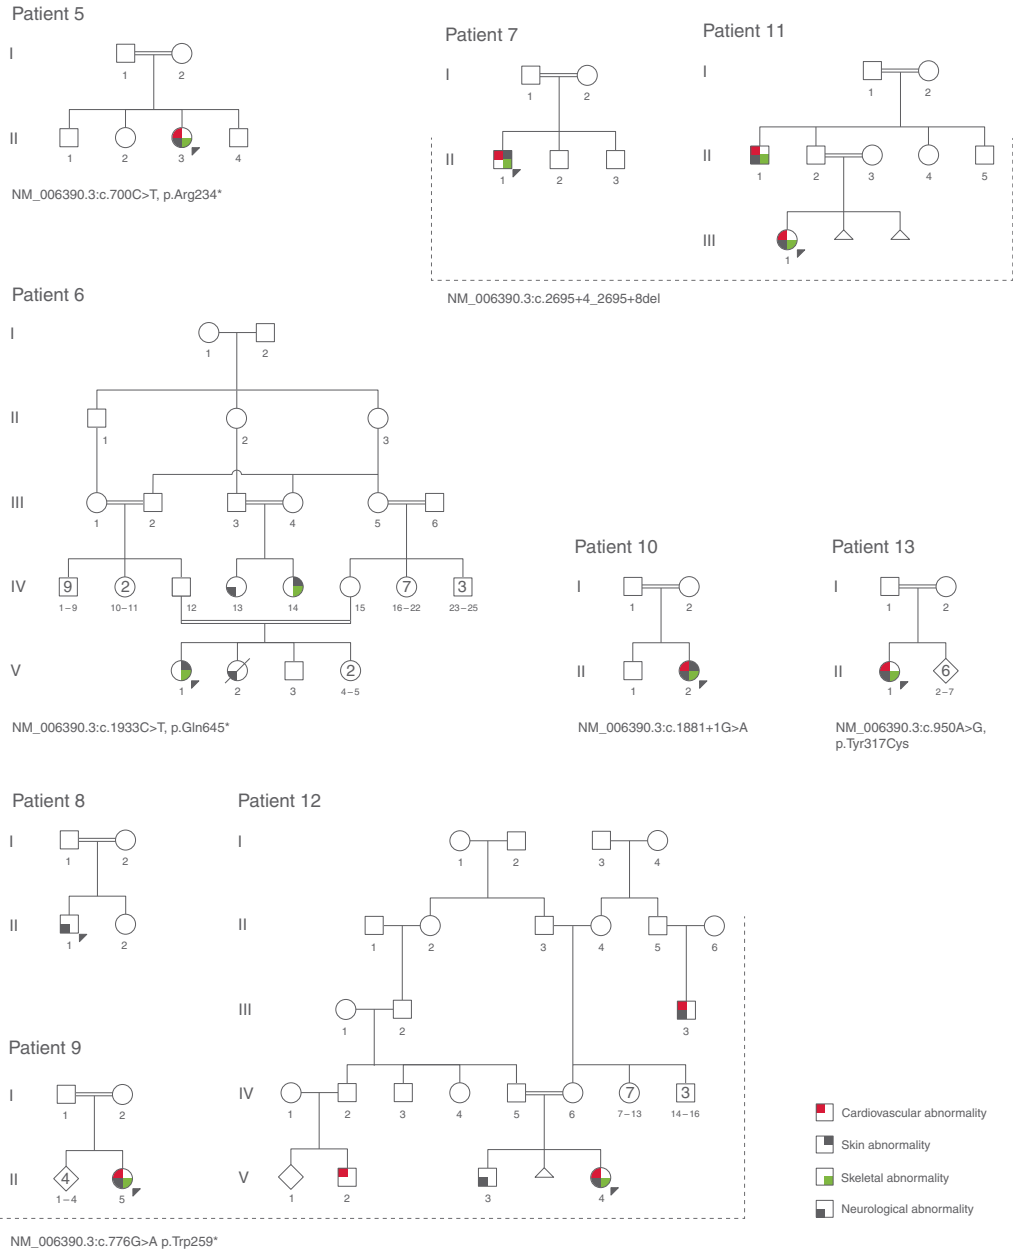 Patient 5
I
1 2
II
1 2 3 4
NM_006390.3:c.700C>T, p.Arg234*
Patient 7
I
1 2
II
1 2 3
Patient 11
I
1 2
II
1 2 3 4 5
III
1
NM_006390.3:c.2695+4_2695+8del
Patient 6
I
1 2
II
1 2 3
III
1 2 3 4 5 6
IV
9 2 7 3
1–9 10–11 12 13 14 15 16–22 23–25
V
2
1 2 3 4–5
NM_006390.3:c.1933C>T, p.Gln645*
Patient 10
I
1 2
II
1 2
NM_006390.3:c.1881+1G>A
Patient 13
I
1 2
II
6
1 2–7
NM_006390.3:c.950A>G,
p.Tyr317Cys
Patient 8
I
1 2
II
1 2
Patient 9
I
1 2
II
4
1–4 5
Patient 12
I
1 2 3 4
II
1 2 3 4 5 6
III
1 2 3
IV
7 3
1 2 3 4 5 6 7–13 14–16
V
1 2 3 4
NM_006390.3:c.776G>A p.Trp259*
Cardiovascular abnormality
Skin abnormality
Skeletal abnormality
Neurological abnormality